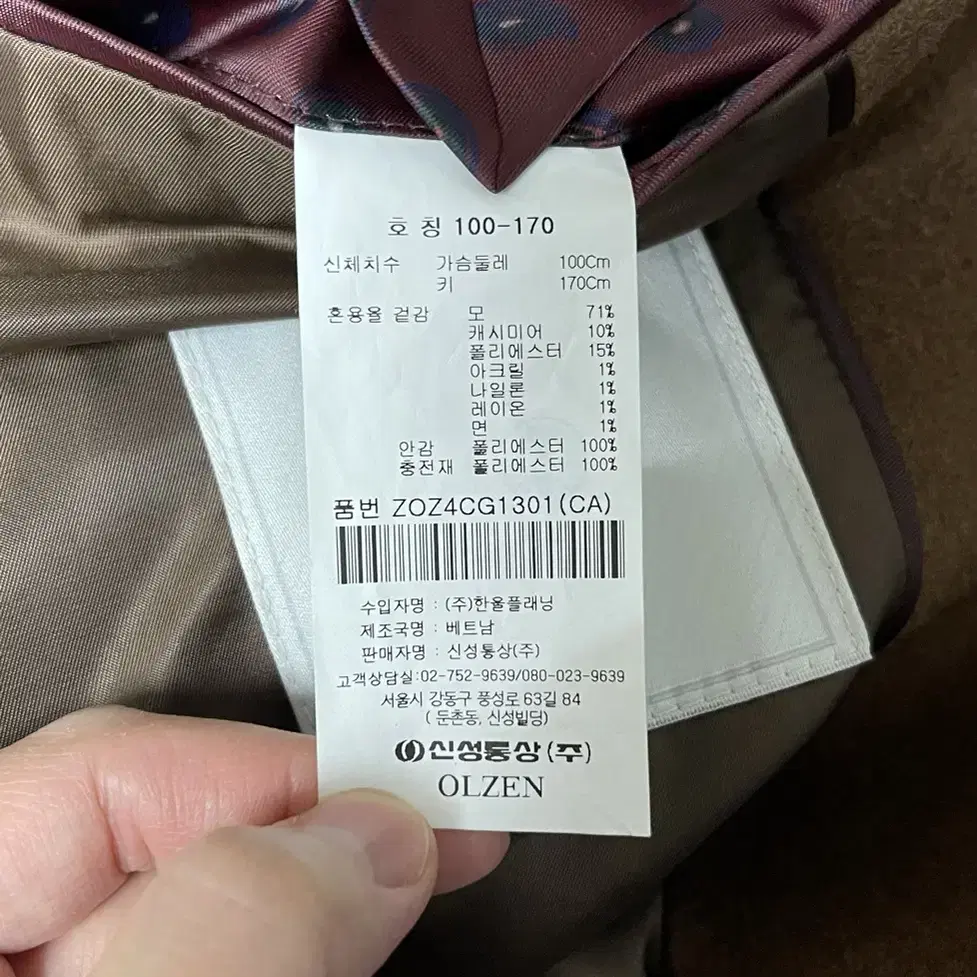 호 칭 100-170
신체치수 가슴둘레 100Cm
키 170Cm
혼용율 겉감 모 71%
캐시미어 10%
폴리에스터 15%
아크릴 1%
나일론 1%
레이온 1%
면 1%
안감 폴리에스터 100%
충전재 폴리에스터 100%
품번 ZOZ4CG1301(CA)
수입자명 : (주)한울플래닝
제조국명 : 베트남
판매자명 : 신성통상(주)
고객상담실:02-752-9639/080-023-9639
서울시 강동구 풍성로 63길 84
( 둔촌동, 신성빌딩)
신성통상(주)
OLZEN